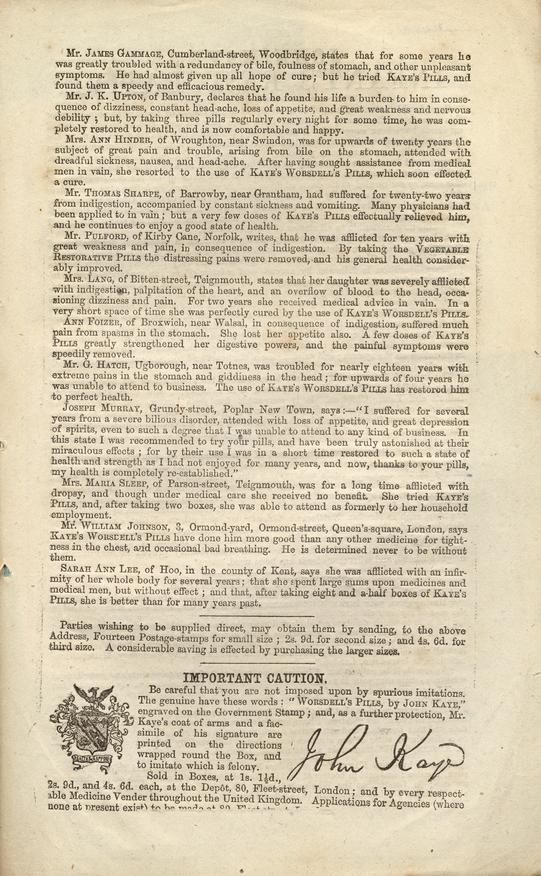 Mr. JAMES GAMMAGE, Cumberland-street, Woodbridge, states that for some years he
was greatly troubled with a redundancy of bile, foulness of stomach, and other unpleasant
symptoms. He had almost given up all hope of cure; but he tried KAYE'S PILLS, and
found them a speedy and efficacious remedy.
Mr. J. K. UPTON, of Banbury, declares that he found his life a burden to him in conse-
quence of dizziness, constant head-ache, loss of appetite, and great weakness and nervous
debility; but, by taking three pills regularly every night for some time, he was com-
pletely restored to health, and is now comfortable and happy.
Mrs. ANN HINDER, of Wroughton, near Swindon, was for upwards of twenty years the
subject of great pain and trouble, arising from bile on the stomach, attended with
dreadful sickness, nausea, and head-ache. After having sought assistance from medical
men in vain, she resorted to the use of KAYE'S WORSDELL'S PILLS, which soon effected
a cure.
Mr. THOMAS SHARPE, of Barrowby, near Grantham, had suffered for twenty-two years
from indigestion, accompanied by constant sickness and vomiting. Many physicians had
been applied to in vain; but a very few doses of KAYE'S PILLS effectually relieved him,
and he continues to enjoy a good state of health.
Mr. PULFORD, of Kirby Cane, Norfolk, writes, that he was afflicted for ten years with
great weakness and pain, in consequence of indigestion. By taking the VEGETABLE
RESTORATIVE PILLS the distressing pains were removed, and his general health consider-
ably improved.
Mrs. LANG, of Bitton-street, Teignmouth, states that her daughter was severely afflicted
with indigestion, palpitation of the heart, and an overflow of blood to the head, occa-
sioning dizziness and pain. For two years she received medical advice in vain. In a
very short space of time she was perfectly cured by the use of KAYE'S WORSDELL'S PILLS.
ANN FOIZER, of Broxwich, near Walsal, in consequence of indigestion, suffered much
pain from spasms in the stomach. She lost her appetite also. A few doses of KAYE'S
PILLS greatly strengthened her digestive powers, and the painful symptoms were
speedily removed.
Mr. G. HATCH, Ugborough, near Totnes, was troubled for nearly eighteen years with
extreme pains in the stomach and giddiness in the head; for upwards of four years he
was unable to attend to business. The use of KAYE'S WORSDELL'S PILLS has restored him
to perfect health.
JOSEPH MURRAY, Grundy-street, Poplar New Town, says:—"I suffered for several
years from a severe bilious disorder, attended with loss of appetite, and great depression
of spirits, even to such a degree that I was unable to attend to any kind of business. In
this state I was recommended to try your pills, and have been truly astonished at their
miraculous effects; for by their use I was in a short time restored to such a state of
health and strength as I had not enjoyed for many years, and now, thanks to your pills,
my health is completely re-established."
Mrs. MARIA SLEEP, of Parson-street, Teignmouth, was for a long time afflicted with
dropsy, and though under medical care she received no benefit. She tried KAYE'S
PILLS, and, after taking two boxes, she was able to attend as formerly to her household
employment.
Mr. WILLIAM JOHNSON, 3, Ormond-yard, Ormond-street, Queen's-square, London, says
KAYE'S WORSDELL'S PILLS have done him more good than any other medicine for tight-
ness in the chest, and occasional bad breathing. He is determined never to be without
them.
SARAH ANN LEE, of Hoo, in the county of Kent, says she was afflicted with an infir-
mity of her whole body for several years; that she spent large sums upon medicines and
medical men, but without effect; and that, after taking eight and a-half boxes of KAYE'S
PILLS, she is better than for many years past.
Parties wishing to be supplied direct, may obtain them by sending, to the above
Address, Fourteen Postage-stamps for small size; 2s. 9d. for second size; and 4s. 6d. for
third size. A considerable saving is effected by purchasing the larger sizes.
IMPORTANT CAUTION.
Be careful that you are not imposed upon by spurious imitations.
The genuine have these words: "WORSDELL'S PILLS, by JOHN KAYE,"
engraved on the Government Stamp; and, as a further protection, Mr.
Kaye's coat of arms and a fac-
simile of his signature are
printed on the directions
wrapped round the Box, and
to imitate which is felony.
John Kaye
Sold in Boxes, at 1s. 1½d.,
2s. 9d., and 4s. 6d. each, at the Depôt, 80, Fleet-street, London; and by every respect-
able Medicine Vender throughout the United Kingdom. Applications for Agencies (where
none at present exist) to be made at 80, Fleet-street